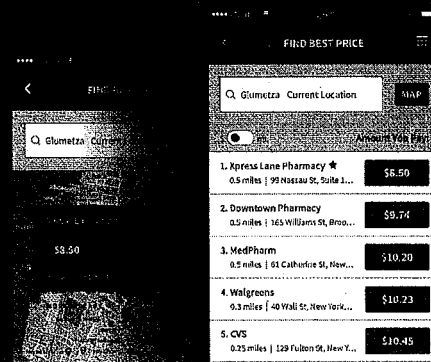 FIND
Glumetza
$8.50
FIND BEST PRICE
Glumetza Current Location
MAP
Amount You Pay
1. Xpress Lane Pharmacy ★
$8.50
0.5 miles | 99 Nassau St, Suite 1...
2. Downtown Pharmacy
$9.74
0.5 miles | 165 Williams St, Broo...
3. MedPharm
$10.20
0.5 miles | 61 Catherine St, New...
4. Walgreens
$10.23
0.3 miles | 40 Wall St, New York...
5. CVS
$10.45
0.25 miles | 129 Fulton St, New Y...